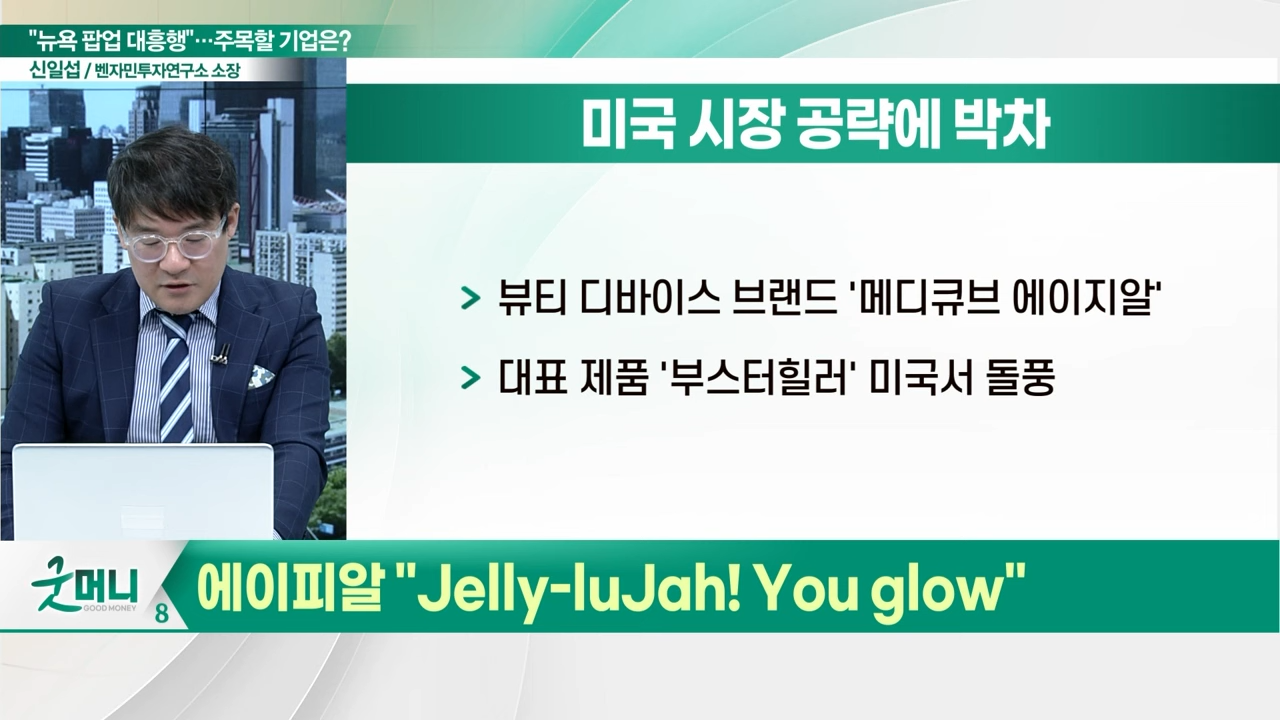 "뉴욕 팝업 대흥행"…주목할 기업은?
신일섭 / 벤자민투자연구소 소장
미국 시장 공략에 박차
> 뷰티 디바이스 브랜드 '메디큐브 에이지알'
> 대표 제품 '부스터힐러' 미국서 돌풍
굿머니
GOOD MONEY
8
에이피알 "Jelly-luJah! You glow"